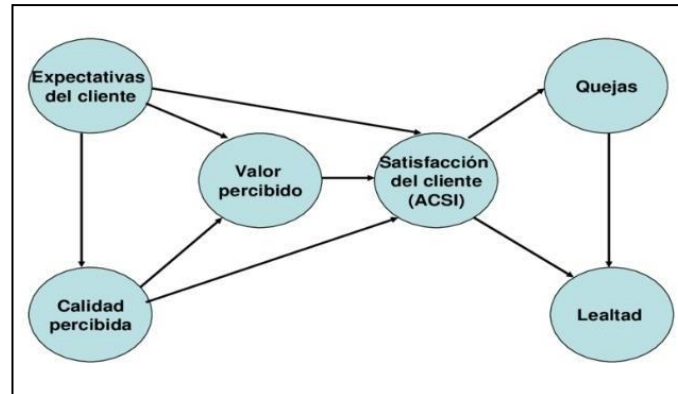 Expectativas
del cliente
Quejas
Valor
percibido
Satisfacción
del cliente
(ACSI)
Calidad
percibida
Lealtad